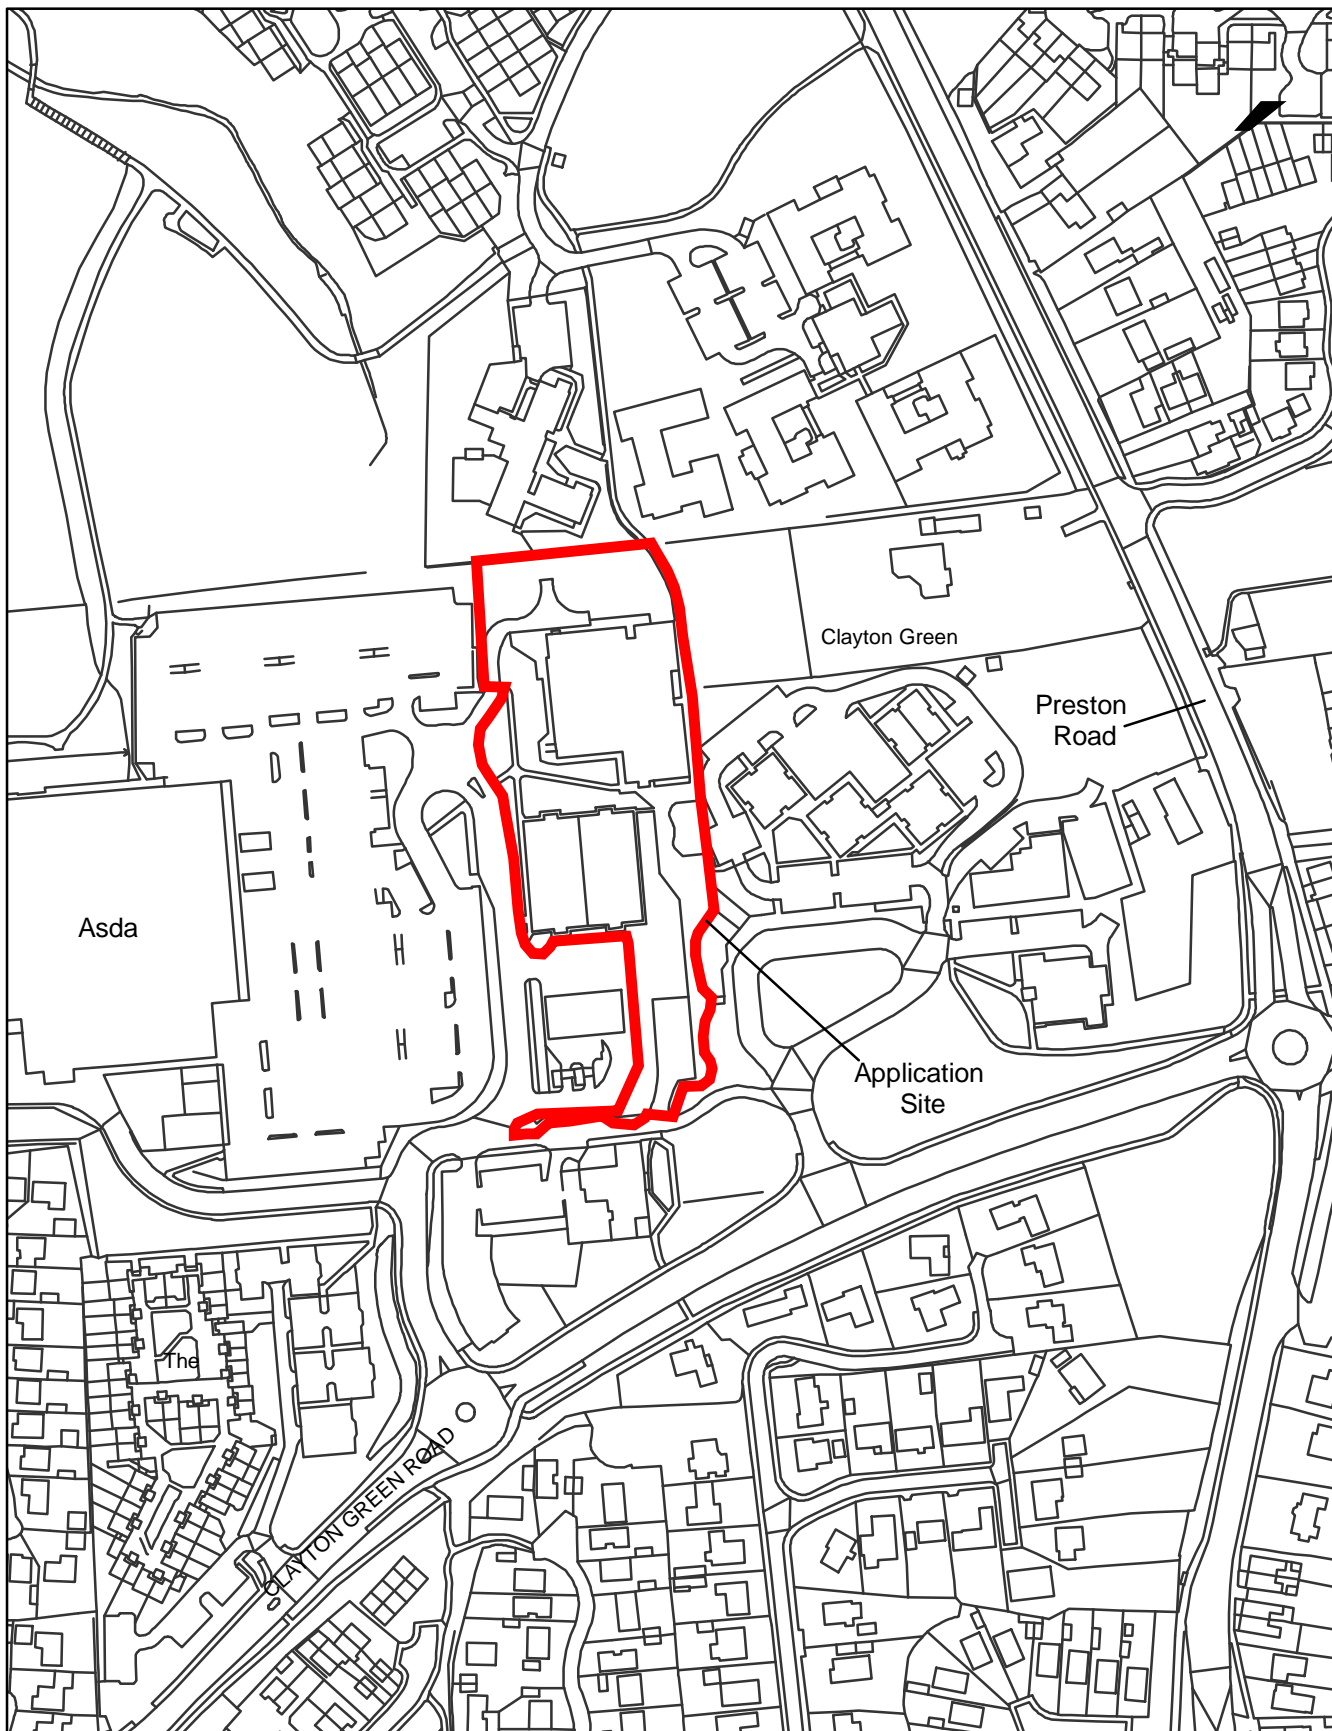 Clayton Green
Preston
Road
Asda
Application
Site
The
CLAYTON GREEN ROAD